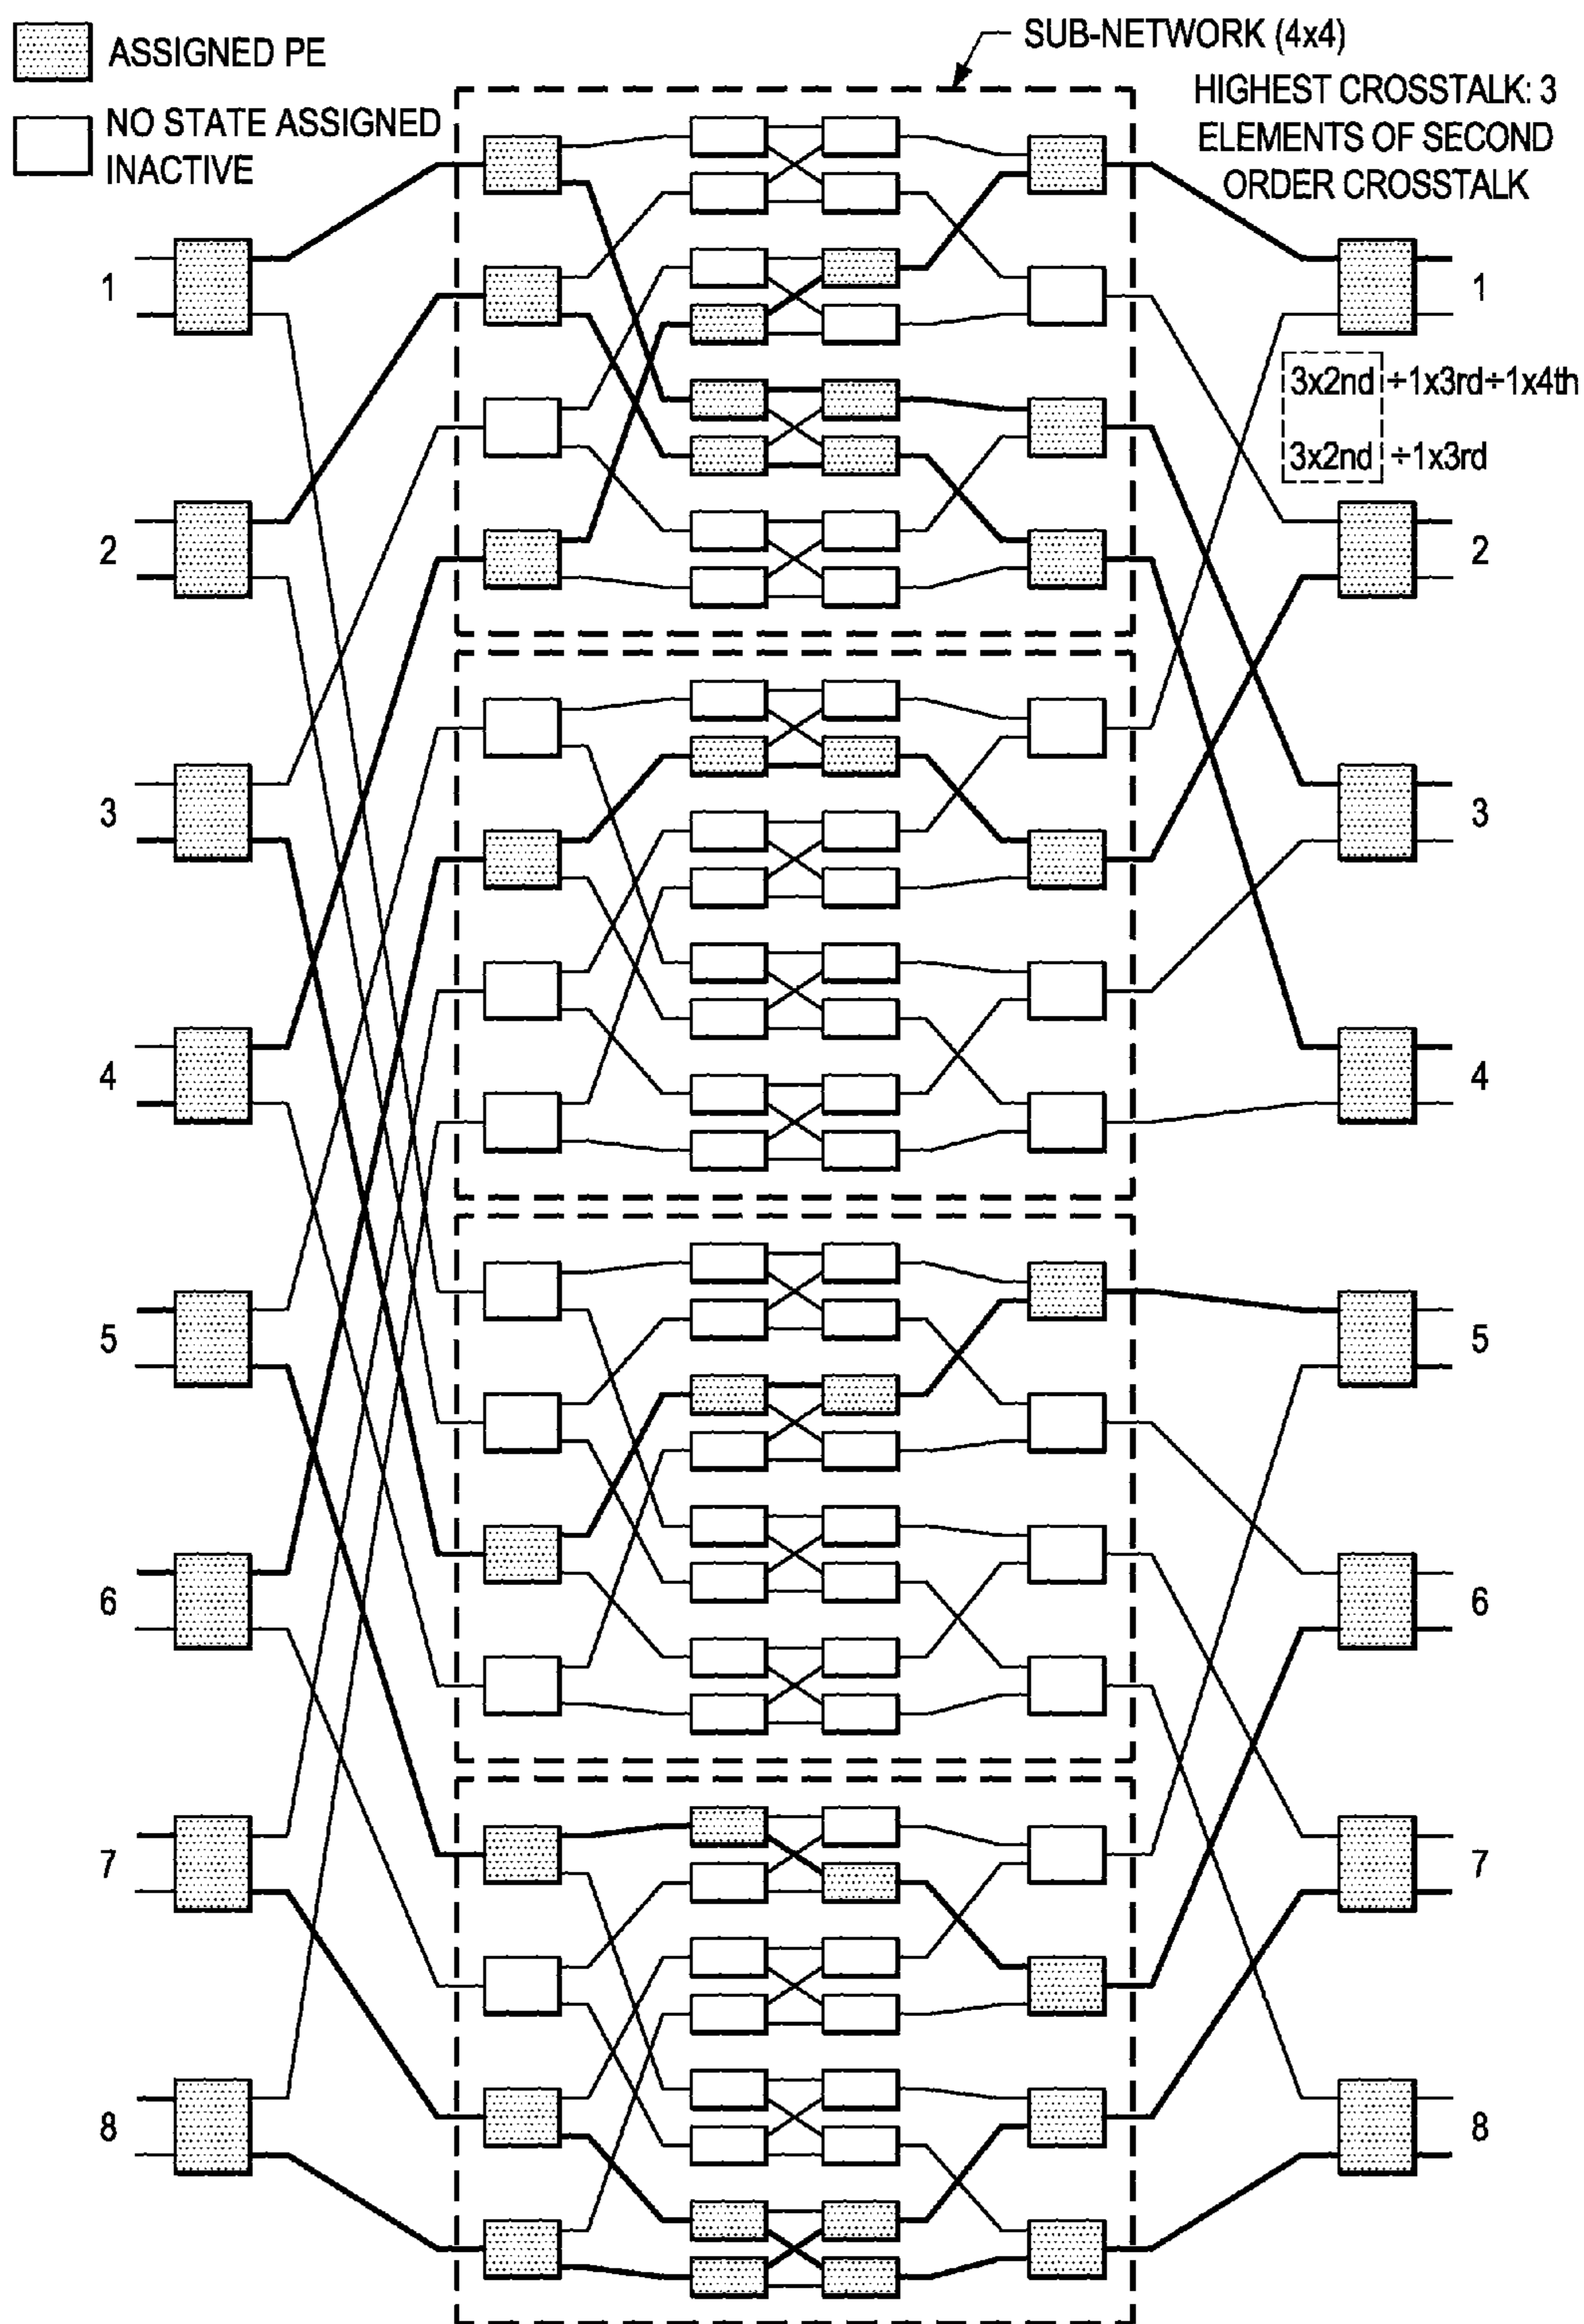 ASSIGNED PE
NO STATE ASSIGNED
INACTIVE
SUB-NETWORK (4x4)
HIGHEST CROSSTALK: 3
ELEMENTS OF SECOND
ORDER CROSSTALK
1
2
3
4
5
6
7
8
1
3x2nd ÷1x3rd÷1x4th
3x2nd ÷1x3rd
2
3
4
5
6
7
8